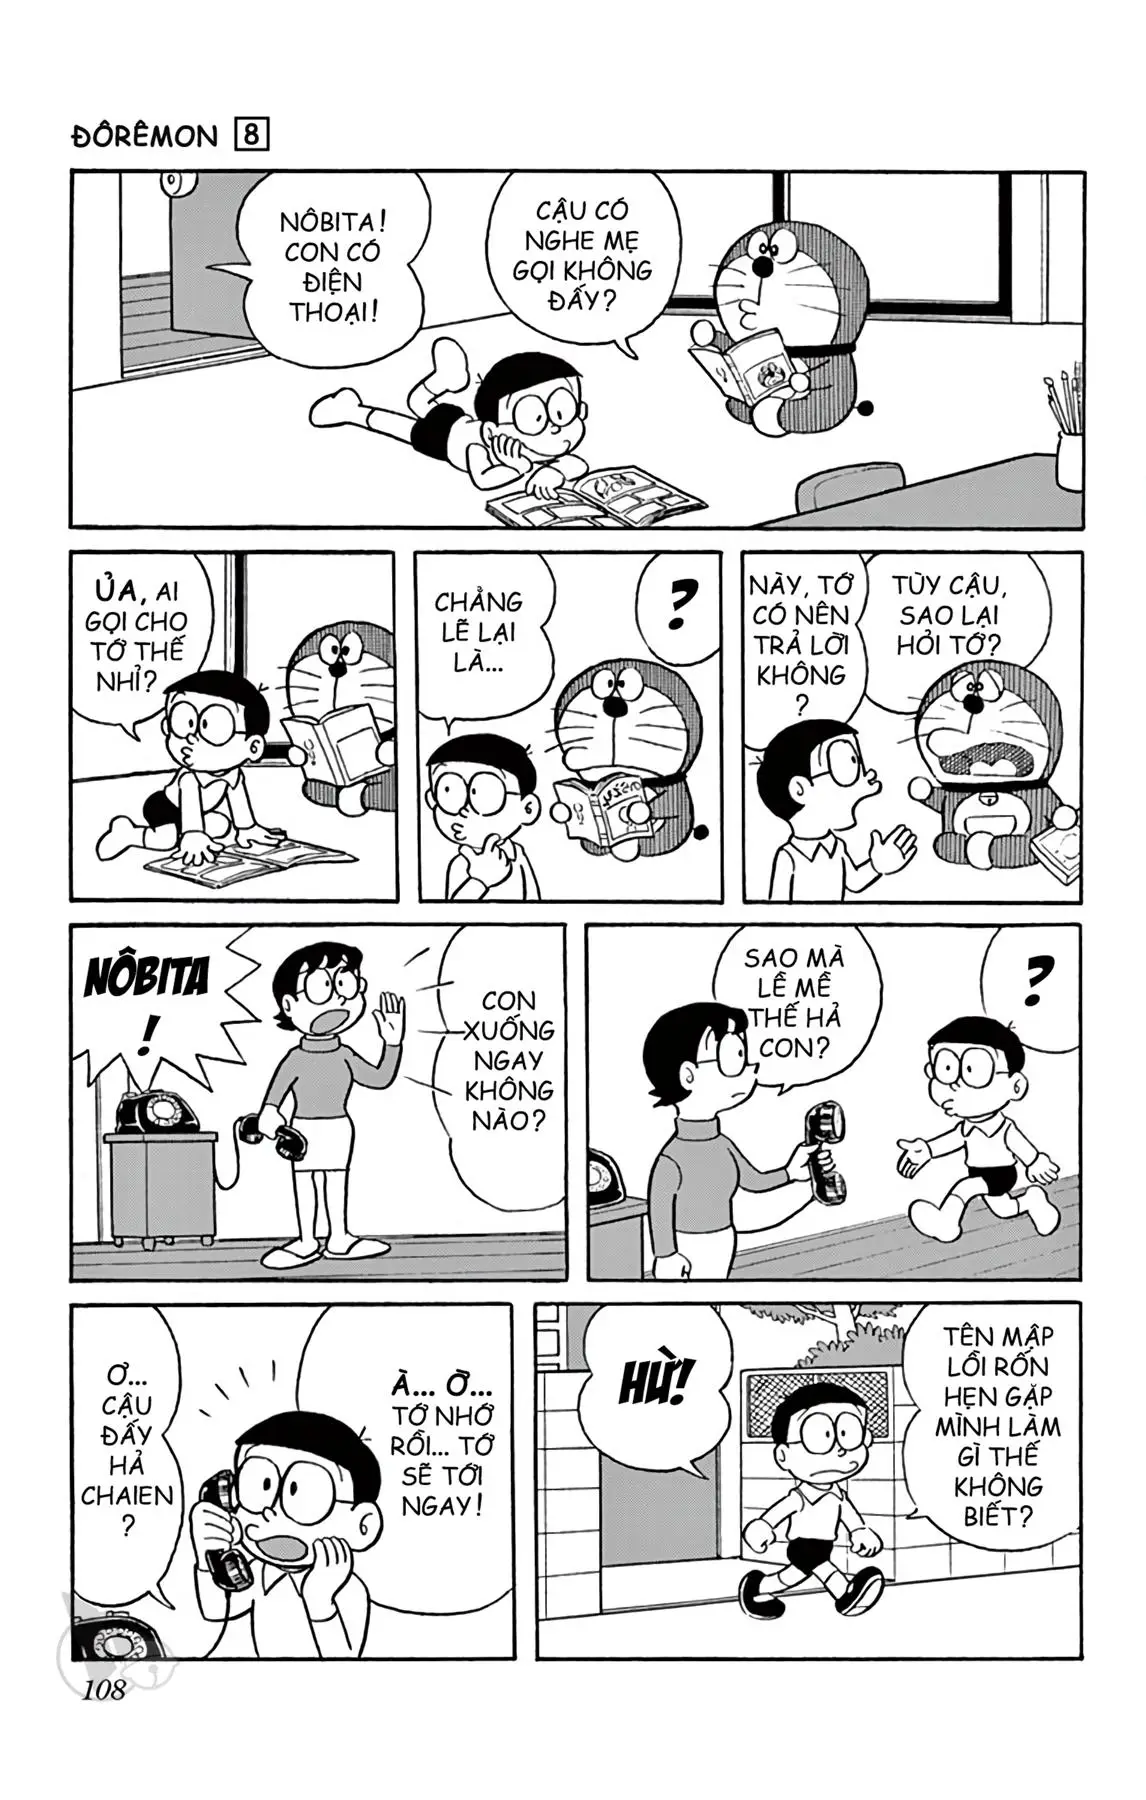 ĐÔRÊMON 8
NÔBITA!
CON CÓ
ĐIỆN
THOẠI!
CẬU CÓ
NGHE MẸ
GỌI KHÔNG
ĐẤY?
ỦA, AI
GỌI CHO
TỚ THẾ
NHỈ?
CHẲNG
LẼ LẠI
LÀ...
?
NÀY, TỚ
CÓ NÊN
TRẢ LỜI
KHÔNG
?
TÙY CẬU,
SAO LẠI
HỎI TỚ?
NÔBITA
!
CON
XUỐNG
NGAY
KHÔNG
NÀO?
SAO MÀ
LỀ MỀ
THẾ HẢ
CON?
?
Ơ...
CẬU
ĐẤY
HẢ
CHAIEN
?
À... Ờ...
TỚ NHỚ
RỒI... TỚ
SẼ TỚI
NGAY!
HỪ!
TÊN MẬP
LỒI RỐN
HẸN GẶP
MÌNH LÀM
GÌ THẾ
KHÔNG
BIẾT?
108